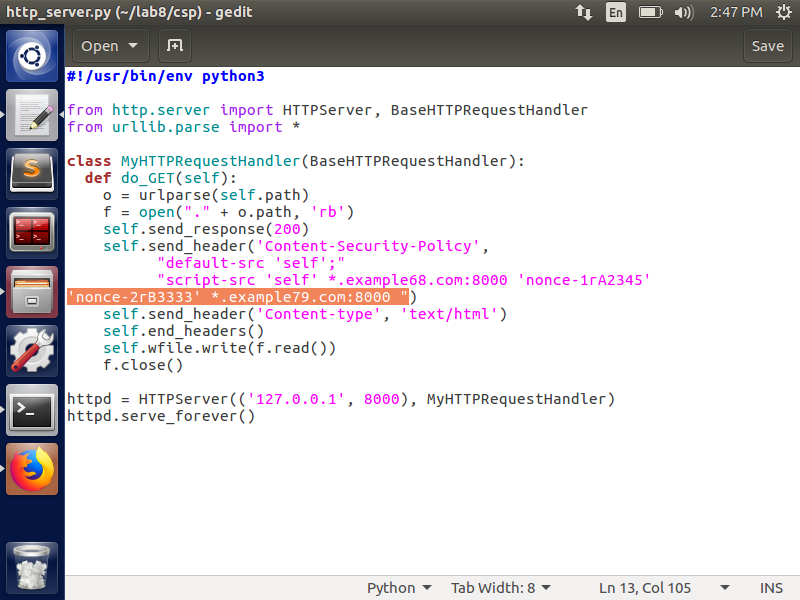 http_server.py (~/lab8/csp) - gedit
En
2:47 PM
Open
Save
#!/usr/bin/env python3
from http.server import HTTPServer, BaseHTTPRequestHandler
from urllib.parse import *
class MyHTTPRequestHandler(BaseHTTPRequestHandler):
  def do_GET(self):
    o = urlparse(self.path)
    f = open("." + o.path, 'rb')
    self.send_response(200)
    self.send_header('Content-Security-Policy',
          "default-src 'self';"
          "script-src 'self' *.example68.com:8000 'nonce-1rA2345'
'nonce-2rB3333' *.example79.com:8000 ")
    self.send_header('Content-type', 'text/html')
    self.end_headers()
    self.wfile.write(f.read())
    f.close()
httpd = HTTPServer(('127.0.0.1', 8000), MyHTTPRequestHandler)
httpd.serve_forever()
Python
Tab Width: 8
Ln 13, Col 105
INS